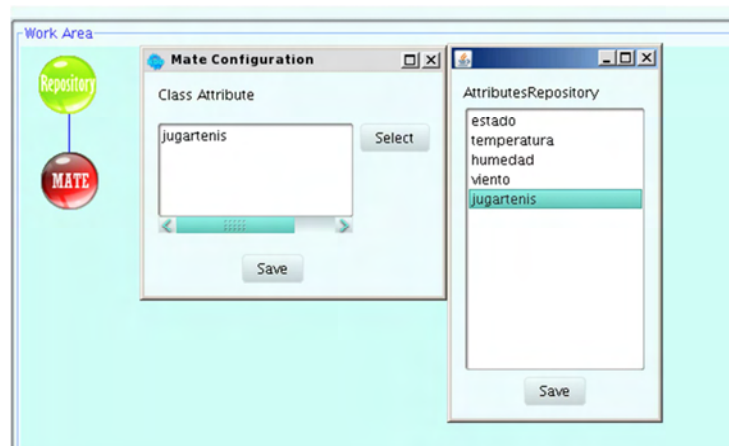 Work Area
Repository
MATE
Mate Configuration
Class Attribute
jugartenis
Select
Save
AttributesRepository
estado
temperatura
humedad
viento
jugartenis
Save